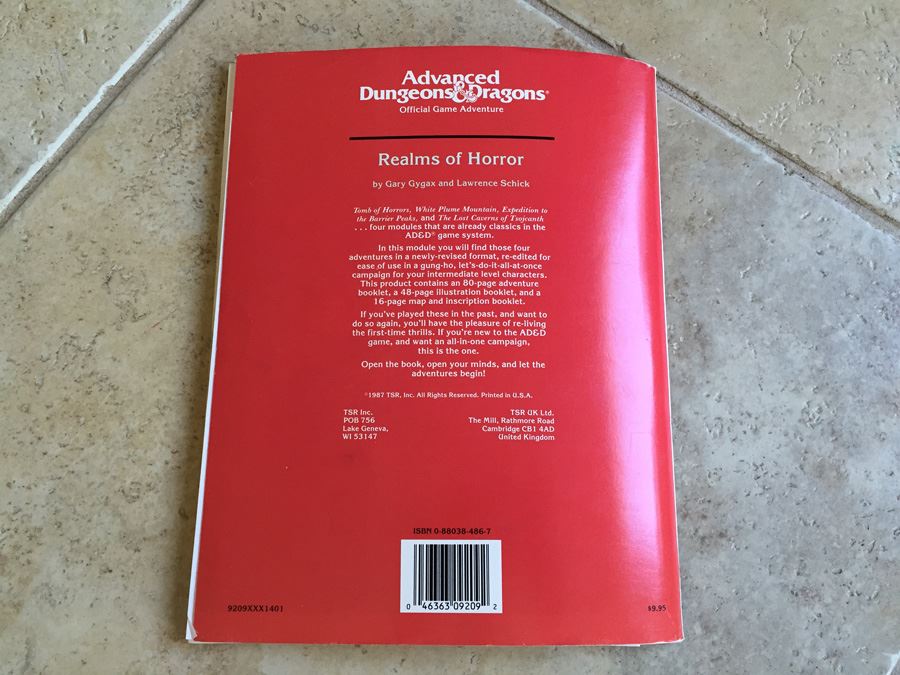 Advanced
Dungeons & Dragons®
Official Game Adventure
Realms of Horror
by Gary Gygax and Lawrence Schick
Tomb of Horrors, White Plume Mountain, Expedition to
the Barrier Peaks, and The Lost Caverns of Tsojcanth
. . . four modules that are already classics in the
AD&D® game system.
In this module you will find those four
adventures in a newly-revised format, re-edited for
ease of use in a gung-ho, let's-do-it-all-at-once
campaign for your intermediate level characters.
This product contains an 80-page adventure
booklet, a 48-page illustration booklet, and a
16-page map and inscription booklet.
If you've played these in the past, and want to
do so again, you'll have the pleasure of re-living
the first-time thrills. If you're new to the AD&D
game, and want an all-in-one campaign,
this is the one.
Open the book, open your minds, and let the
adventures begin!
©1987 TSR, Inc. All Rights Reserved. Printed in U.S.A.
TSR Inc.
POB 756
Lake Geneva,
WI 53147
TSR UK Ltd.
The Mill, Rathmore Road
Cambridge CB1 4AD
United Kingdom
ISBN 0-88038-486-7
0 46363 09209 2
9209XXX1401
$9.95